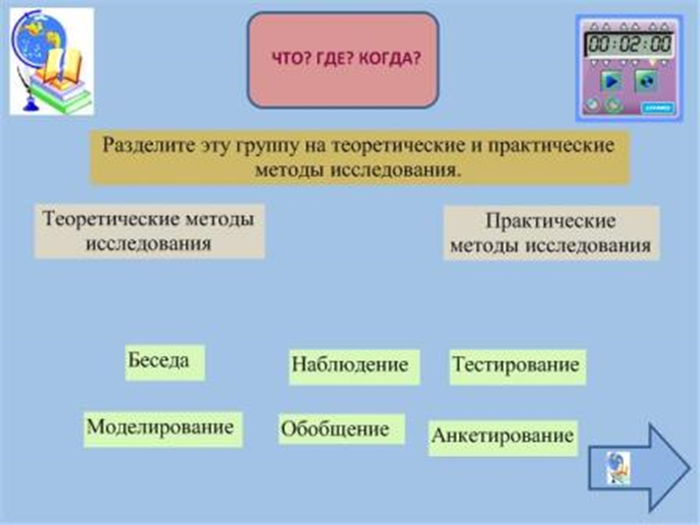 ЧТО? ГДЕ? КОГДА?
00:02:00
Разделите эту группу на теоретические и практические
методы исследования.
Теоретические методы
исследования
Практические
методы исследования
Беседа
Наблюдение
Тестирование
Моделирование
Обобщение
Анкетирование